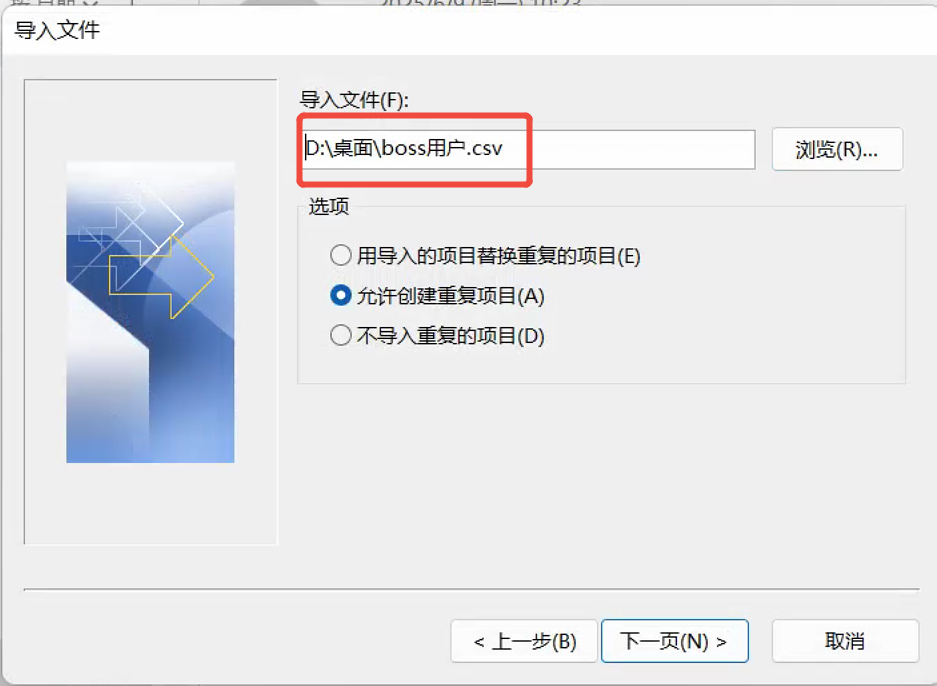 导入文件
导入文件(F):
D:\桌面\boss用户.csv
浏览(R)...
选项
用导入的项目替换重复的项目(E)
允许创建重复项目(A)
不导入重复的项目(D)
< 上一步(B)
下一页(N) >
取消